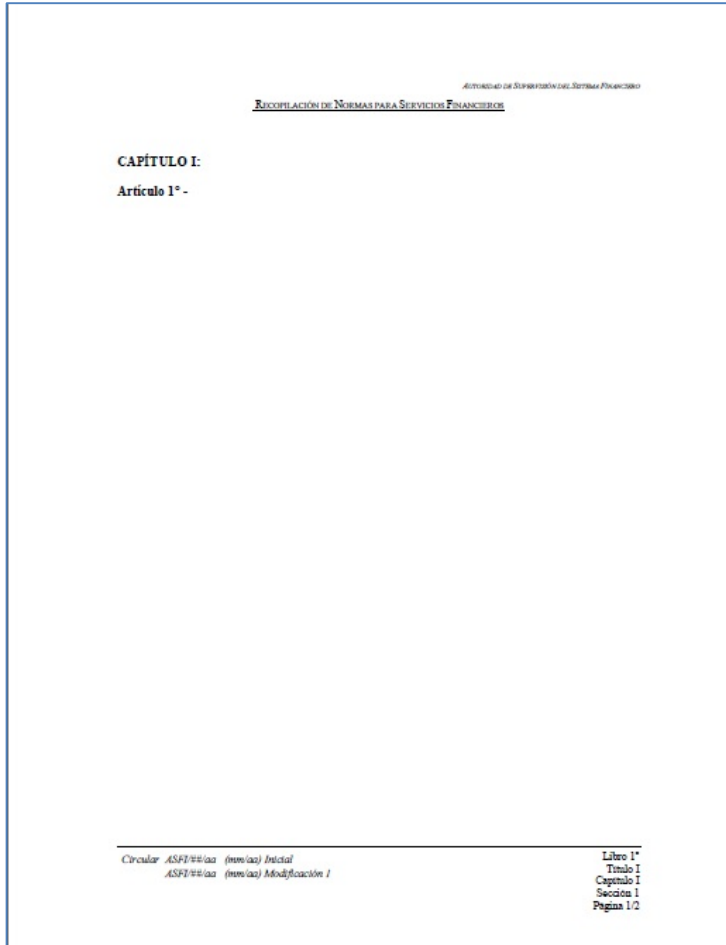 AUTORIDAD DE SUPERVISIÓN DEL SISTEMA FINANCIERO
RECOPILACIÓN DE NORMAS PARA SERVICIOS FINANCIEROS
CAPÍTULO I:
Artículo 1° -
Circular ASFI/##/aa (mm/aa) Inicial
ASFI/##/aa (mm/aa) Modificación 1
Libro 1°
Título I
Capítulo I
Sección 1
Página 1/2